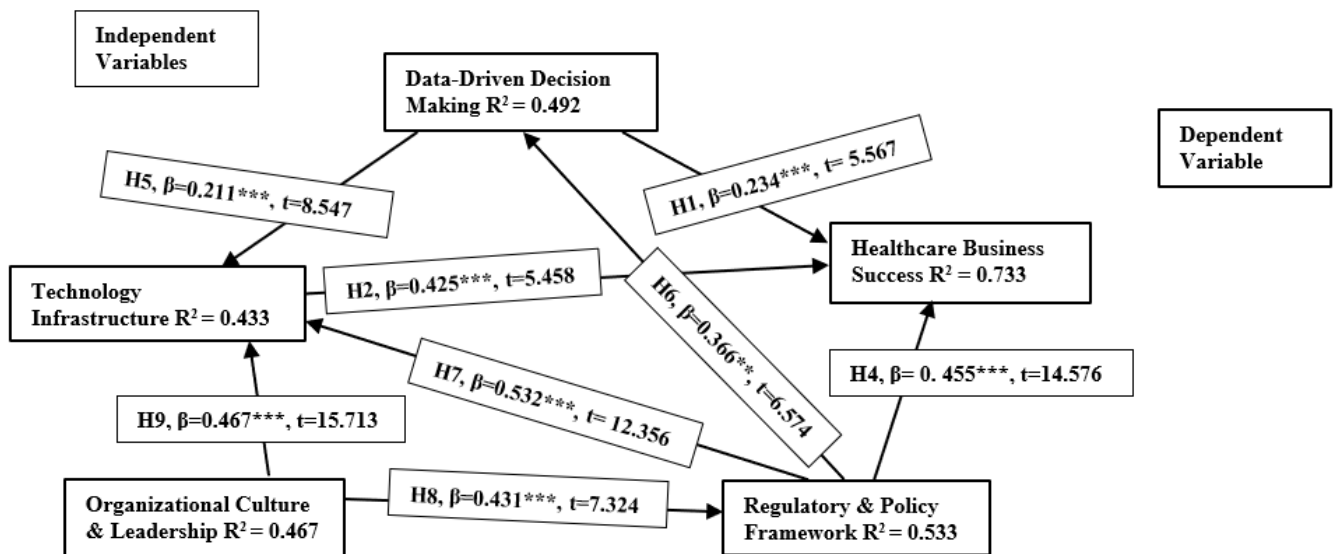 Independent
Variables
Data-Driven Decision
Making R² = 0.492
Dependent
Variable
H5, β=0.211***, t=8.547
H1, β=0.234***, t= 5.567
Healthcare Business
Success R² = 0.733
Technology
Infrastructure R² = 0.433
H2, β=0.425***, t=5.458
H6, β=0.366**, t=6.574
H7, β=0.532***, t= 12.356
H4, β= 0. 455***, t=14.576
H9, β=0.467***, t=15.713
H8, β=0.431***, t=7.324
Organizational Culture
& Leadership R² = 0.467
Regulatory & Policy
Framework R² = 0.533